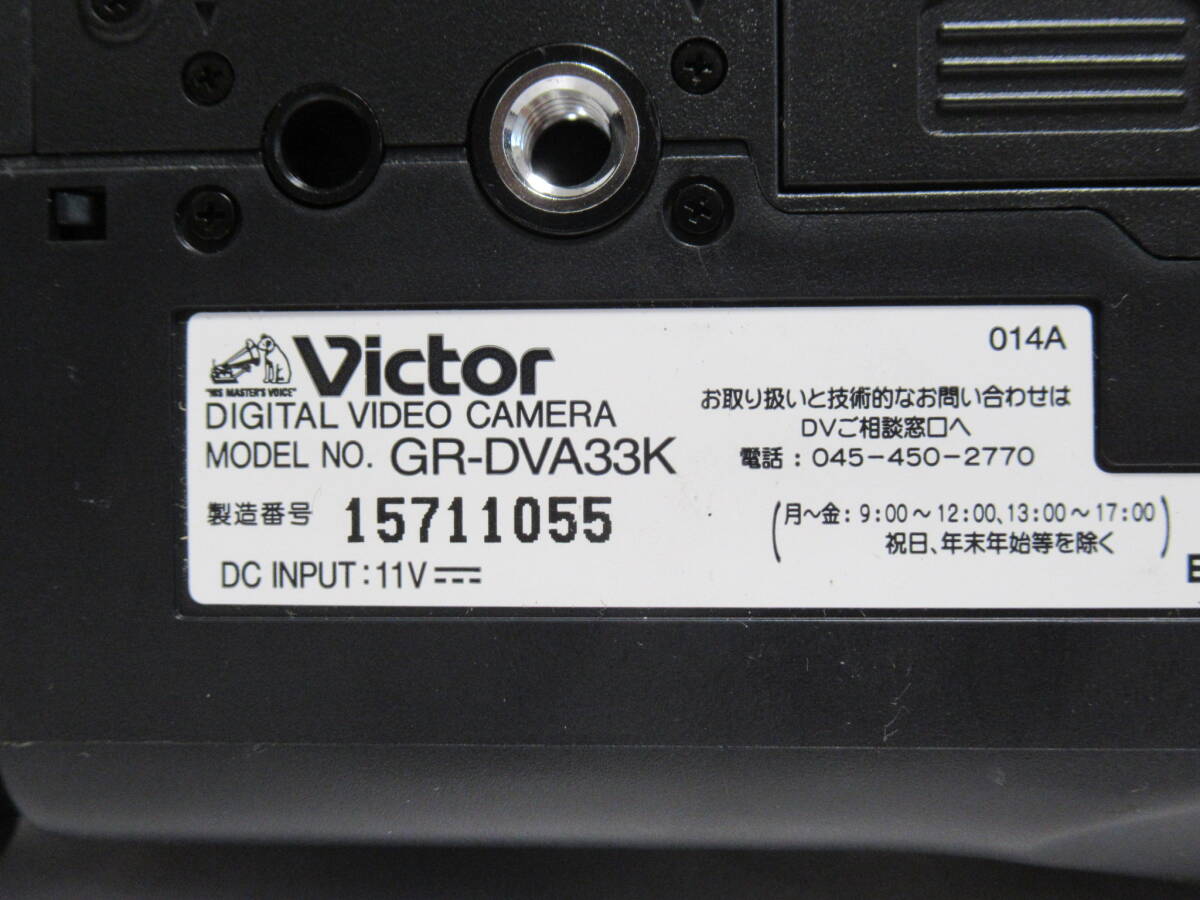 "HIS MASTER'S VOICE"
Victor
DIGITAL VIDEO CAMERA
MODEL NO. GR-DVA33K
製造番号 15711055
DC INPUT : 11V
014A
お取り扱いと技術的なお問い合わせは
DVご相談窓口へ
電話 : 045-450-2770
(月～金: 9:00～12:00、13:00～17:00)
祝日、年末年始等を除く